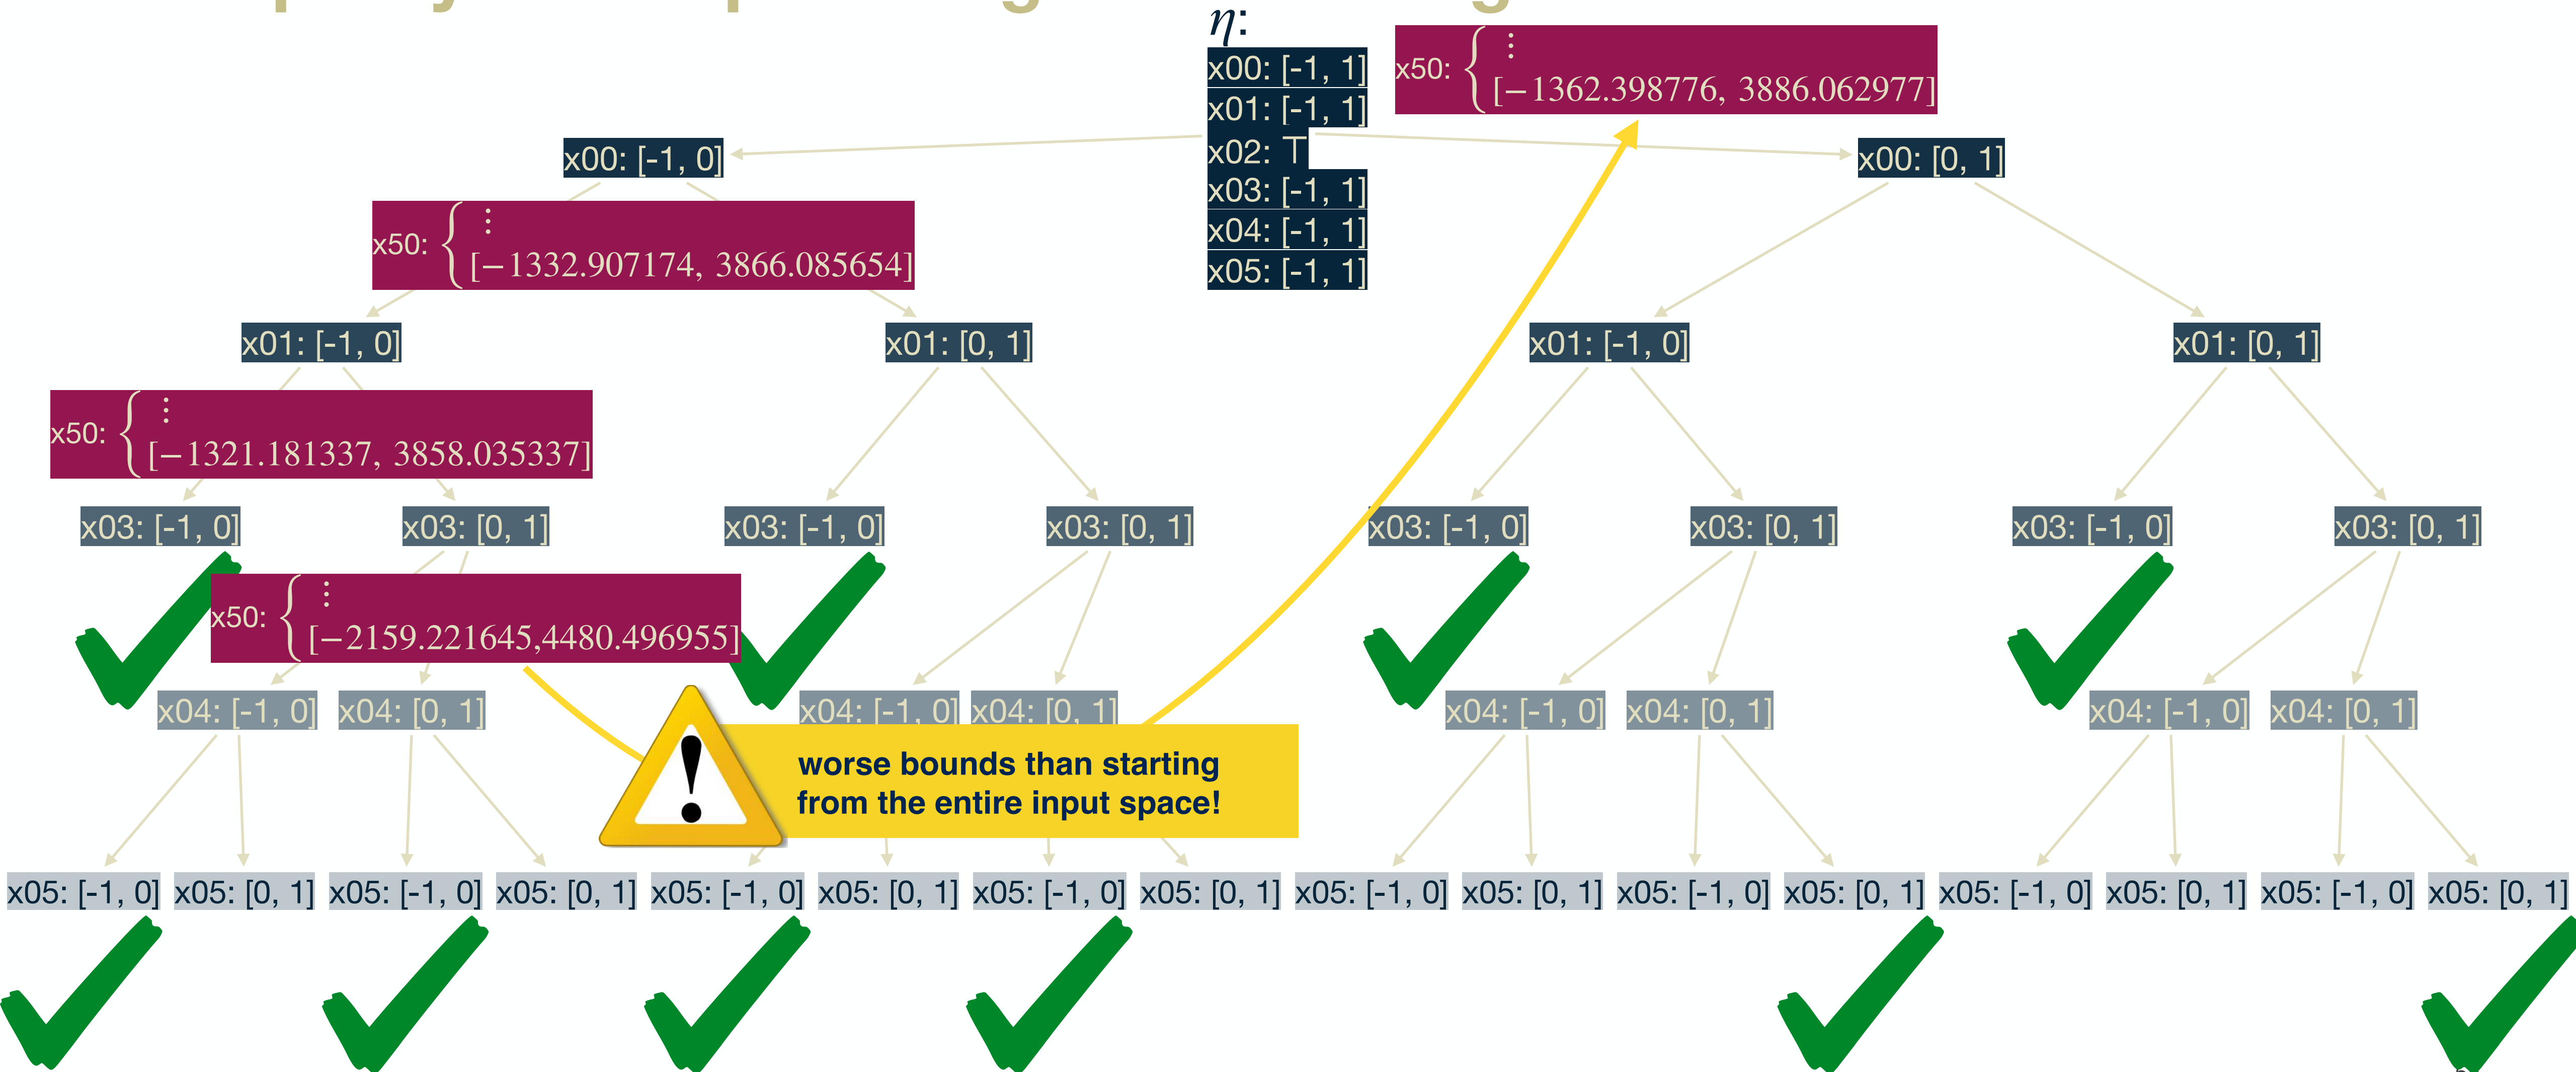 η:
x00: [-1, 1]
x01: [-1, 1]
x02: ⊤
x03: [-1, 1]
x04: [-1, 1]
x05: [-1, 1]
x50: { ⋮
[−1362.398776, 3886.062977]
x00: [-1, 0]
x00: [0, 1]
x50: { ⋮
[−1332.907174, 3866.085654]
x01: [-1, 0]
x01: [0, 1]
x01: [-1, 0]
x01: [0, 1]
x50: { ⋮
[−1321.181337, 3858.035337]
x03: [-1, 0]
x03: [0, 1]
x03: [-1, 0]
x03: [0, 1]
x03: [-1, 0]
x03: [0, 1]
x03: [-1, 0]
x03: [0, 1]
x50: { ⋮
[−2159.221645,4480.496955]
x04: [-1, 0]
x04: [0, 1]
x04: [-1, 0]
x04: [0, 1]
x04: [-1, 0]
x04: [0, 1]
x04: [-1, 0]
x04: [0, 1]
worse bounds than starting
from the entire input space!
x05: [-1, 0]
x05: [0, 1]
x05: [-1, 0]
x05: [0, 1]
x05: [-1, 0]
x05: [0, 1]
x05: [-1, 0]
x05: [0, 1]
x05: [-1, 0]
x05: [0, 1]
x05: [-1, 0]
x05: [0, 1]
x05: [-1, 0]
x05: [0, 1]
x05: [-1, 0]
x05: [0, 1]